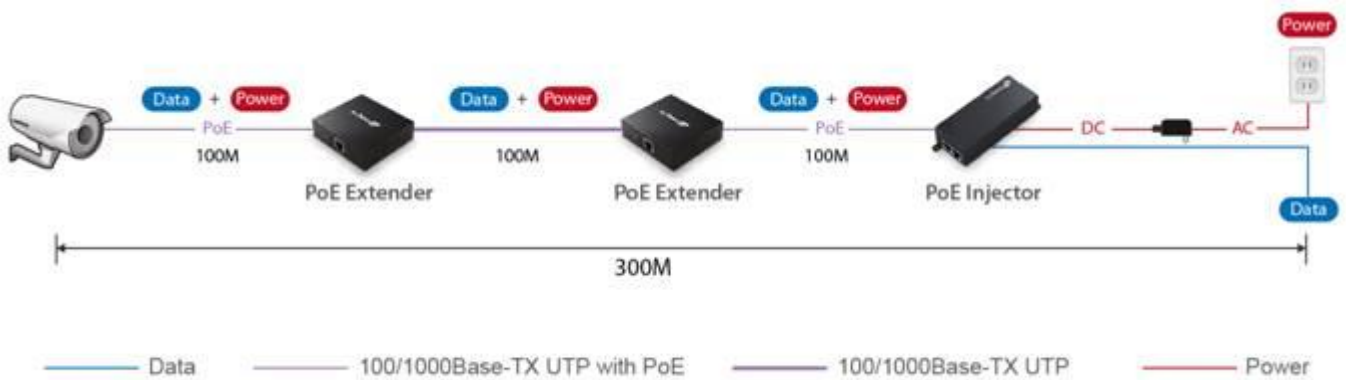 Power
Data + Power
Data + Power
Data + Power
PoE
PoE
DC
AC
100M
100M
100M
PoE Extender
PoE Extender
PoE Injector
Data
300M
Data
100/1000Base-TX UTP with PoE
100/1000Base-TX UTP
Power